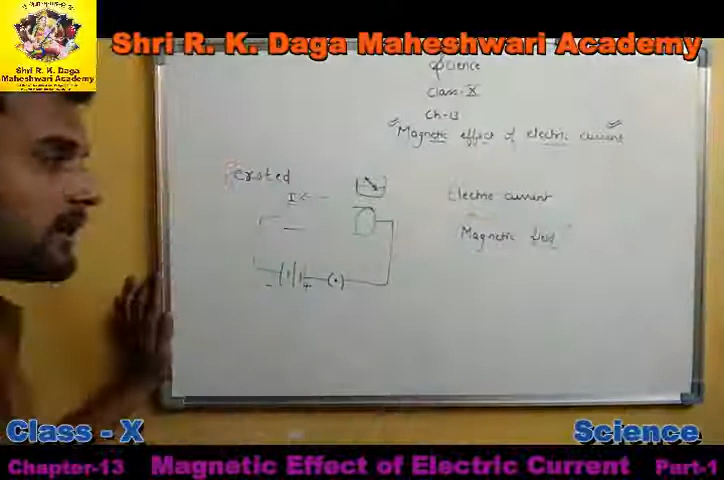 Shri R. K. Daga Maheshwari Academy
Shri R. K. Daga
Maheshwari Academy
Science
Class-X
Ch-13
"Magnetic effect of electric current"
Electric current
Magnetic field
I
- +
Class - X
Science
Chapter-13 Magnetic Effect of Electric Current Part-1